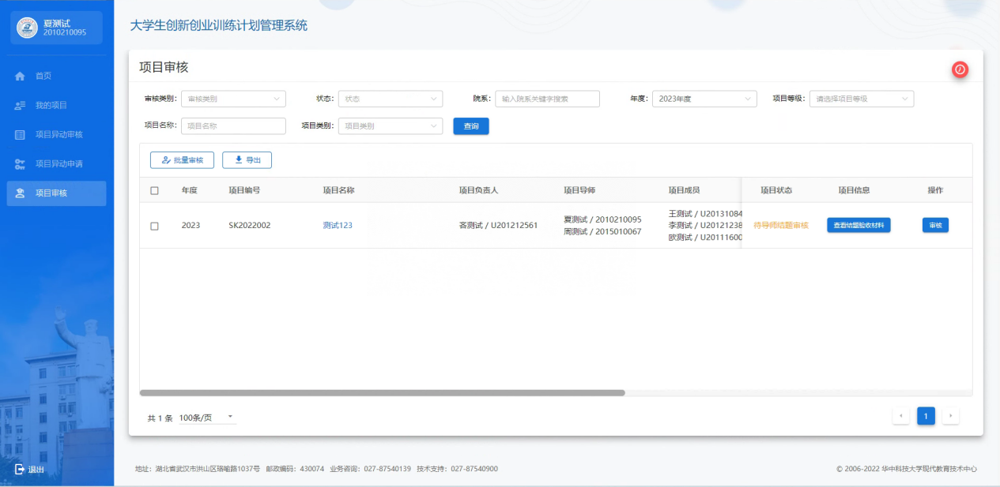 夏测试
2010210095
首页
我的项目
项目异动审核
项目异动申请
项目审核
退出
大学生创新创业训练计划管理系统
项目审核
审核类别: 审核类别 状态: 状态 院系: 输入院系关键字搜索 年度: 2023年度 项目等级: 请选择项目等级
项目名称: 项目名称 项目类别: 项目类别 查询
批量审核 导出
年度 项目编号 项目名称 项目负责人 项目导师 项目成员 项目状态 项目信息 操作
2023 SK2022002 测试123 吝测试 / U201212561 夏测试 / 2010210095 周测试 / 2015010067 王测试 / U20131084 李测试 / U20121238 欧测试 / U20111600 待导师结题审核 查看结题验收材料 审核
共 1 条 100条/页 1
地址: 湖北省武汉市洪山区珞喻路1037号 邮政编码: 430074 业务咨询: 027-87540139 技术支持: 027-87540900 © 2006-2022 华中科技大学现代教育技术中心